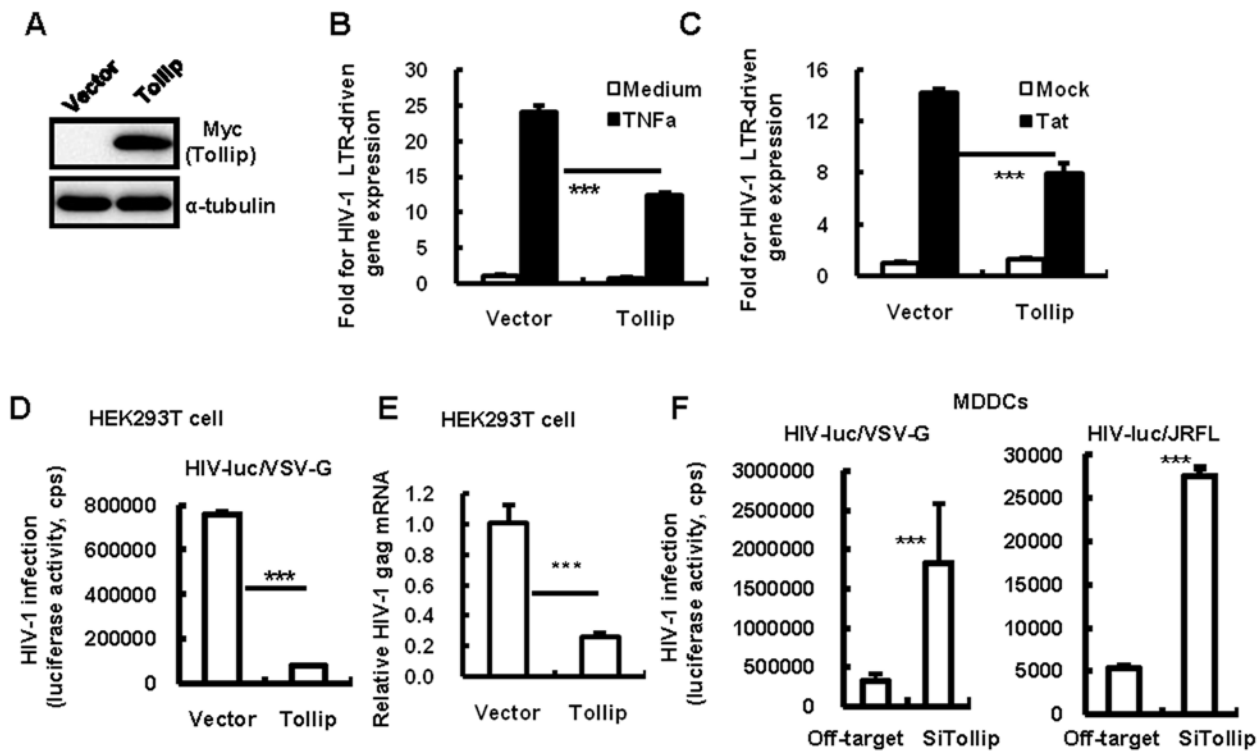 A
Vector
Tollip
Myc
(Tollip)
α-tubulin
B
Fold for HIV-1 LTR-driven
gene expression
30
25
20
15
10
5
0
Medium
TNFa
***
Vector
Tollip
C
Fold for HIV-1 LTR-driven
gene expression
16
12
8
4
0
Mock
Tat
***
Vector
Tollip
D
HEK293T cell
HIV-luc/VSV-G
HIV-1 infection
(luciferase activity, cps)
800000
600000
400000
200000
0
***
Vector
Tollip
E
HEK293T cell
Relative HIV-1 gag mRNA
1.2
1.0
0.8
0.6
0.4
0.2
0.0
***
Vector
Tollip
F
MDDCs
HIV-luc/VSV-G
HIV-1 infection
(luciferase activity, cps)
3000000
2500000
2000000
1500000
1000000
500000
0
***
Off-target
SiTollip
HIV-luc/JRFL
30000
25000
20000
15000
10000
5000
0
***
Off-target
SiTollip